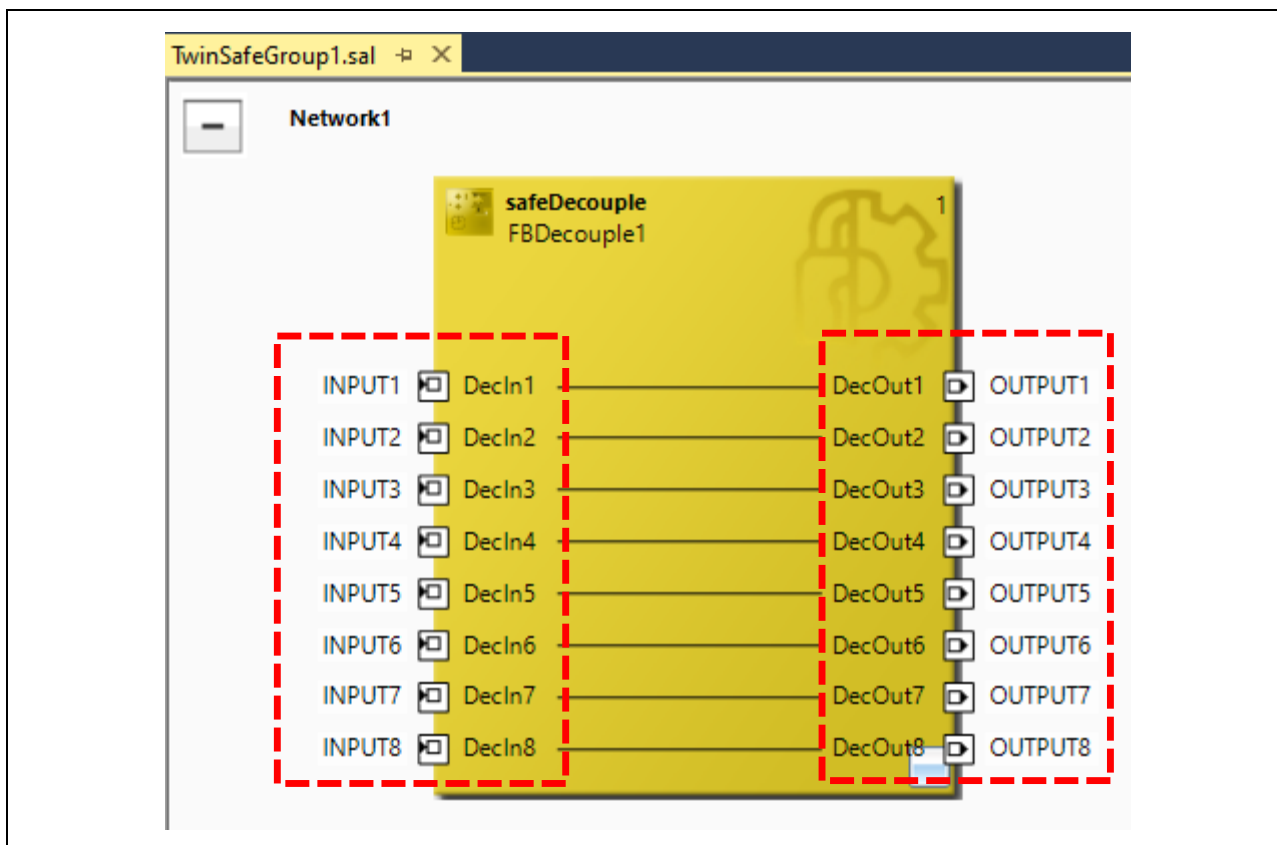 TwinSafeGroup1.sal
Network1
safeDecouple 1
FBDecouple1
INPUT1 DecIn1 DecOut1 OUTPUT1
INPUT2 DecIn2 DecOut2 OUTPUT2
INPUT3 DecIn3 DecOut3 OUTPUT3
INPUT4 DecIn4 DecOut4 OUTPUT4
INPUT5 DecIn5 DecOut5 OUTPUT5
INPUT6 DecIn6 DecOut6 OUTPUT6
INPUT7 DecIn7 DecOut7 OUTPUT7
INPUT8 DecIn8 DecOut8 OUTPUT8